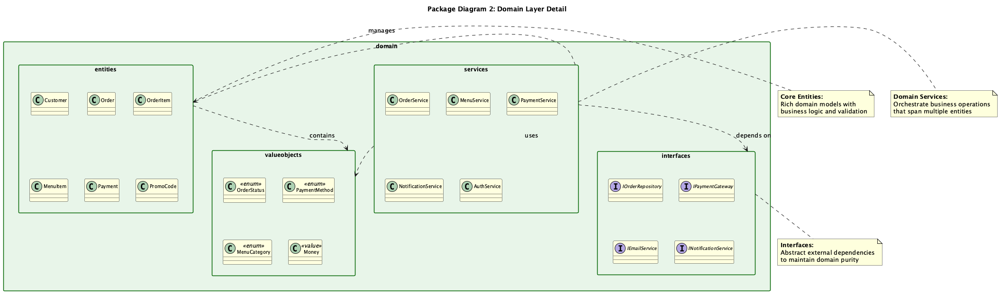 Package Diagram 2: Domain Layer Detail
manages
domain
entities
C Customer
C Order
C OrderItem
C MenuItem
C Payment
C PromoCode
services
C OrderService
C MenuService
C PaymentService
C NotificationService
C AuthService
Core Entities:
Rich domain models with
business logic and validation
Domain Services:
Orchestrate business operations
that span multiple entities
contains
uses
depends on
valueobjects
C «enum»
OrderStatus
C «enum»
PaymentMethod
C «enum»
MenuCategory
C «value»
Money
interfaces
I IOrderRepository
I IPaymentGateway
I IEmailService
I INotificationService
Interfaces:
Abstract external dependencies
to maintain domain purity